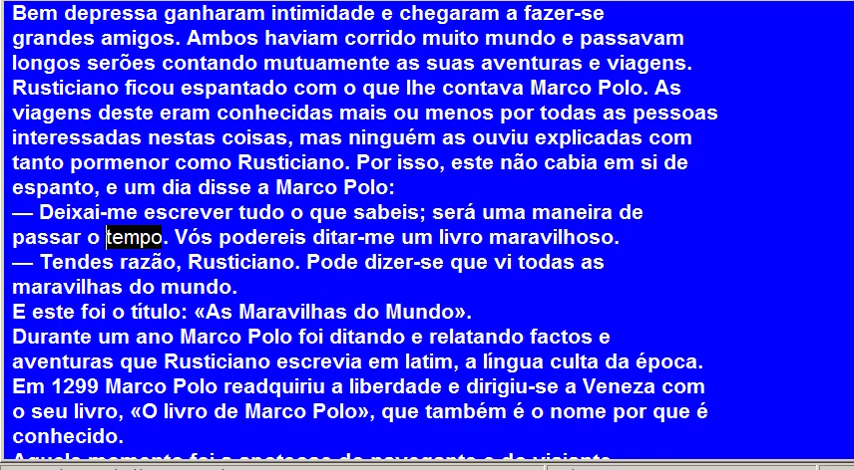 Bem depressa ganharam intimidade e chegaram a fazer-se
grandes amigos. Ambos haviam corrido muito mundo e passavam
longos serões contando mutuamente as suas aventuras e viagens.
Rusticiano ficou espantado com o que lhe contava Marco Polo. As
viagens deste eram conhecidas mais ou menos por todas as pessoas
interessadas nestas coisas, mas ninguém as ouviu explicadas com
tanto pormenor como Rusticiano. Por isso, este não cabia em si de
espanto, e um dia disse a Marco Polo:
— Deixai-me escrever tudo o que sabeis; será uma maneira de
passar o tempo. Vós podereis ditar-me um livro maravilhoso.
— Tendes razão, Rusticiano. Pode dizer-se que vi todas as
maravilhas do mundo.
E este foi o título: «As Maravilhas do Mundo».
Durante um ano Marco Polo foi ditando e relatando factos e
aventuras que Rusticiano escrevia em latim, a língua culta da época.
Em 1299 Marco Polo readquiriu a liberdade e dirigiu-se a Veneza com
o seu livro, «O livro de Marco Polo», que também é o nome por que é
conhecido.